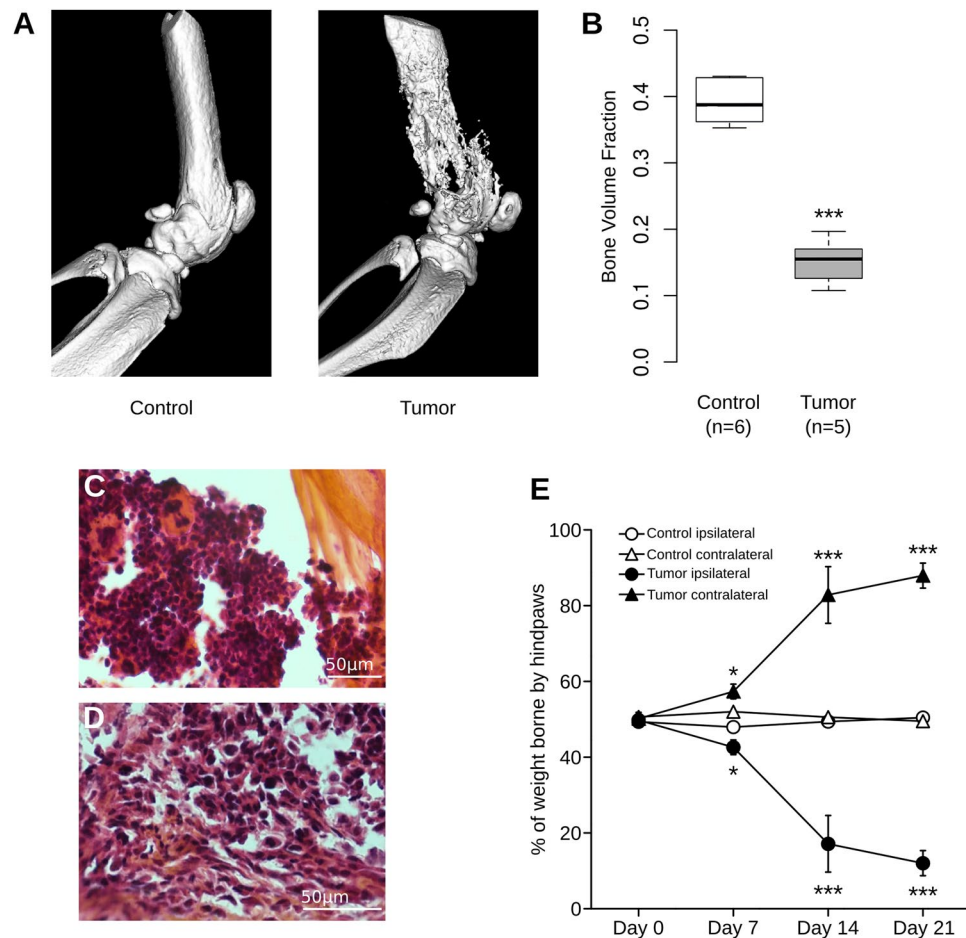 A
Control
Tumor
B
Bone Volume Fraction
0.5
0.4
0.3
0.2
0.1
0.0
***
Control
(n=6)
Tumor
(n=5)
C
50µm
D
50µm
E
% of weight borne by hindpaws
100
80
60
40
20
0
Control ipsilateral
Control contralateral
Tumor ipsilateral
Tumor contralateral
*
***
***
*
***
***
Day 0
Day 7
Day 14
Day 21